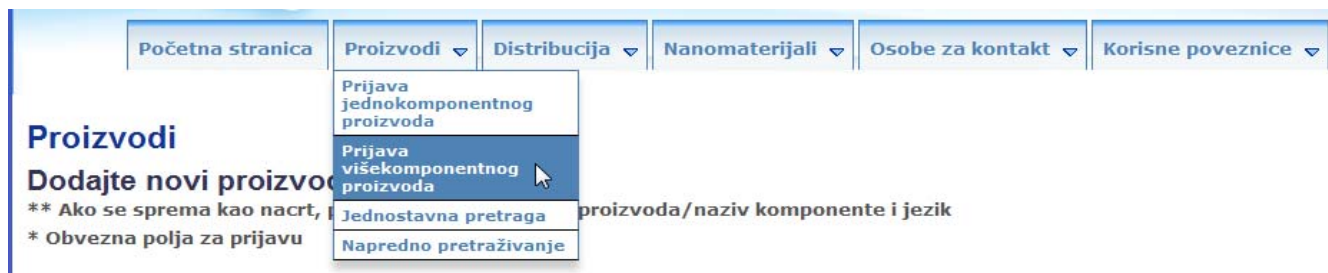 Početna stranica Proizvodi Distribucija Nanomaterijali Osobe za kontakt Korisne poveznice
Prijava
jednokomponentnog
proizvoda
Prijava
višekomponentnog
proizvoda
Jednostavna pretraga
Napredno pretraživanje
Proizvodi
Dodajte novi
** Ako se sprema kao nacrt, proizvoda/naziv komponente i jezik
* Obvezna polja za prijavu